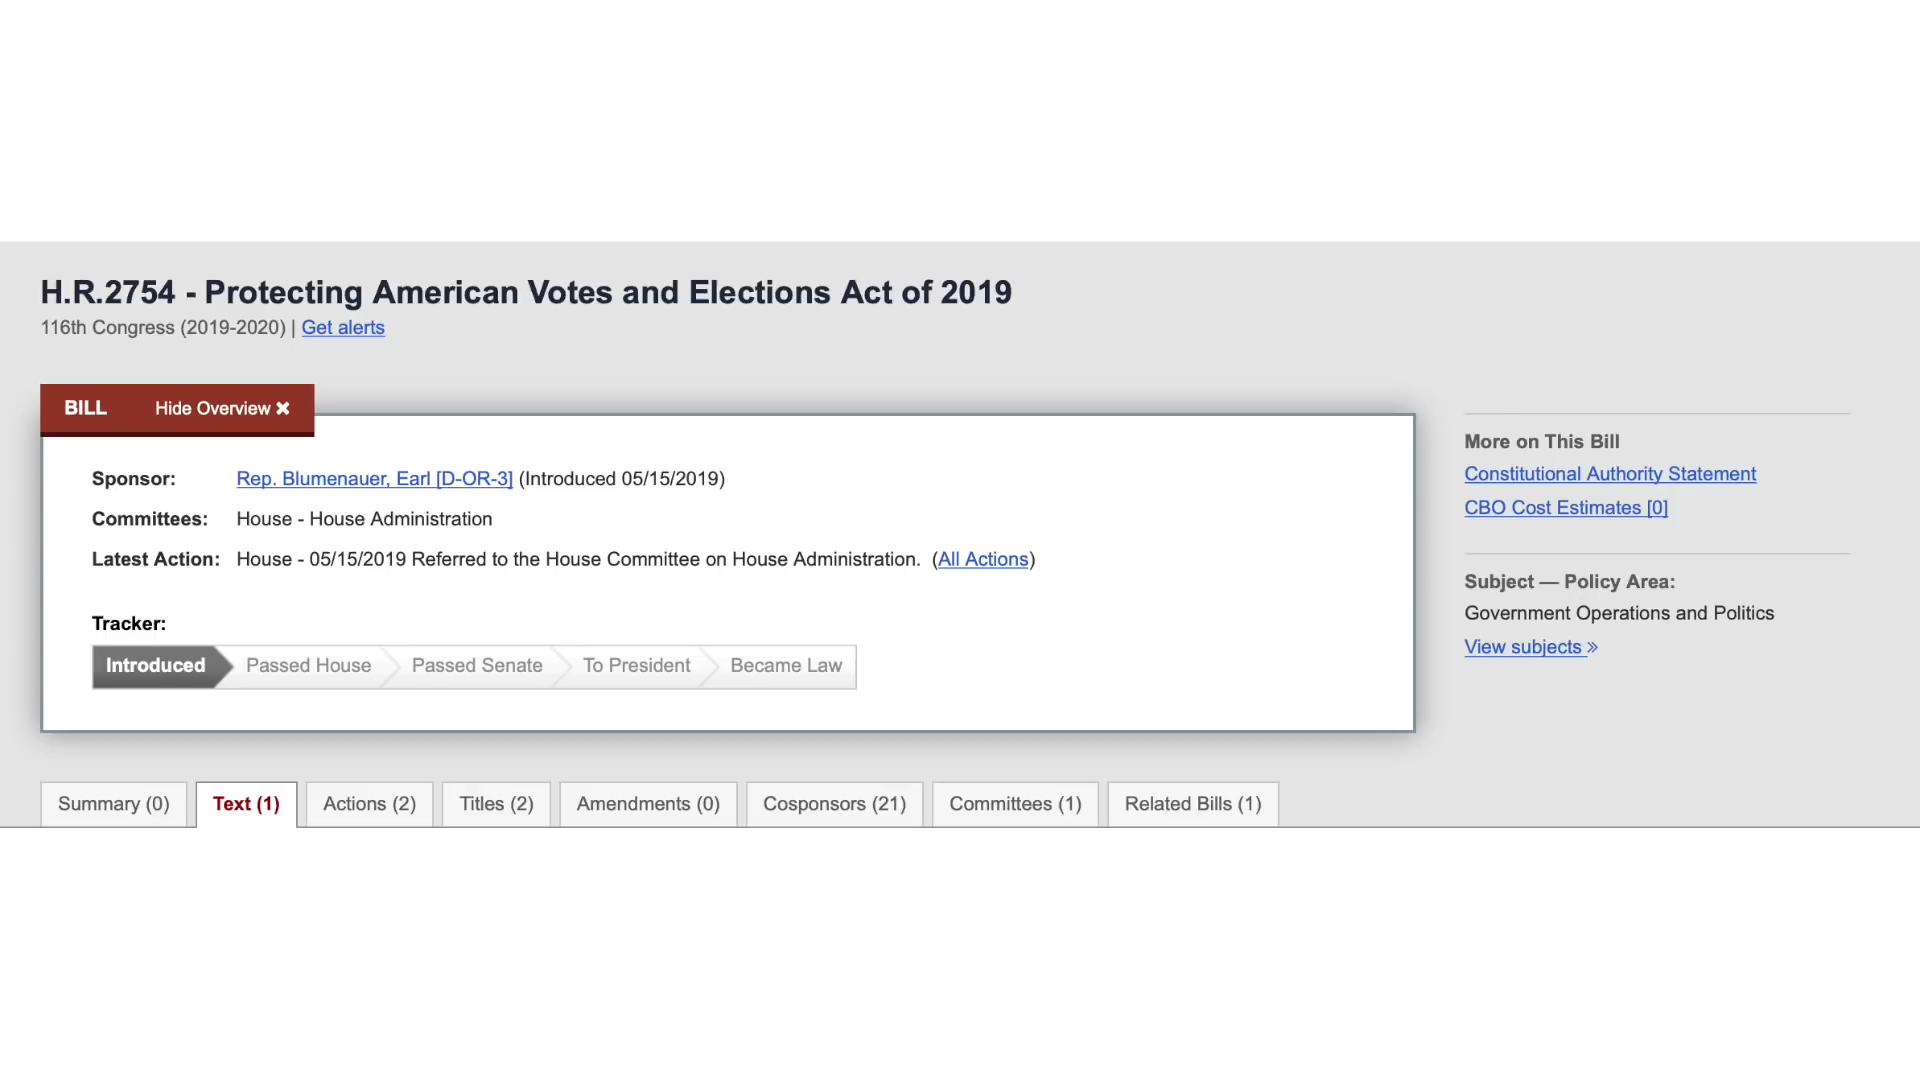 H.R.2754 - Protecting American Votes and Elections Act of 2019
116th Congress (2019-2020) | Get alerts
BILL Hide Overview ✖
Sponsor: Rep. Blumenauer, Earl [D-OR-3] (Introduced 05/15/2019)
Committees: House - House Administration
Latest Action: House - 05/15/2019 Referred to the House Committee on House Administration. (All Actions)
Tracker:
Introduced Passed House Passed Senate To President Became Law
More on This Bill
Constitutional Authority Statement
CBO Cost Estimates [0]
Subject — Policy Area:
Government Operations and Politics
View subjects »
Summary (0) Text (1) Actions (2) Titles (2) Amendments (0) Cosponsors (21) Committees (1) Related Bills (1)